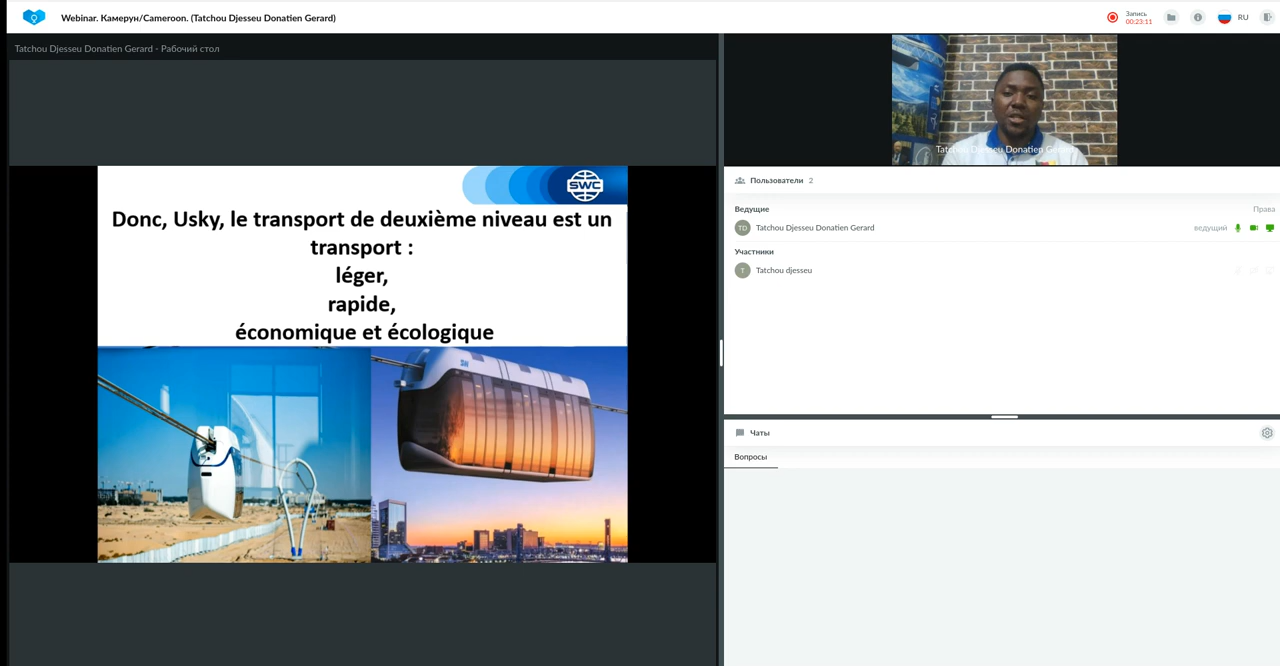 Webinar. Камерун/Cameroon. (Tatchou Djesseu Donatien Gerard)
Запись
00:23:11
RU
Tatchou Djesseu Donatien Gerard - Рабочий стол
SWC
Donc, Usky, le transport de deuxième niveau est un
transport :
léger,
rapide,
économique et écologique
Tatchou Djesseu Donatien Gerard
Пользователи 2
Ведущие
Права
TD
Tatchou Djesseu Donatien Gerard
ведущий
Участники
T
Tatchou djesseu
Чаты
Вопросы